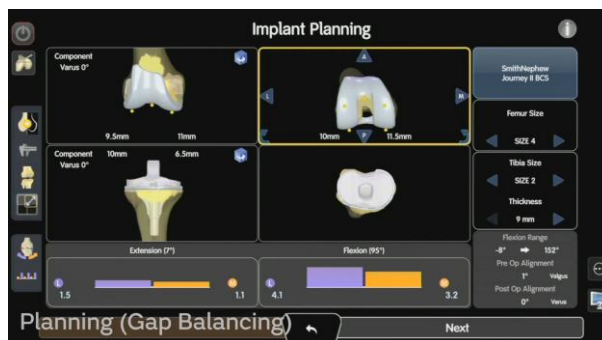 Implant Planning
Component
Varus 0°
9.5mm 11mm
A
L M
P
10mm 11.5mm
SmithNephew
Journey II BCS
Femur Size
SIZE 4
Component
Varus 0°
10mm 6.5mm
Tibia Size
SIZE 2
Thickness
9 mm
Extension (7°)
L M
1.5 1.1
Flexion (95°)
L M
4.1 3.2
Flexion Range
-8° 152°
Pre Op Alignment
1° Valgus
Post Op Alignment
0° Varus
Planning (Gap Balancing)
Next